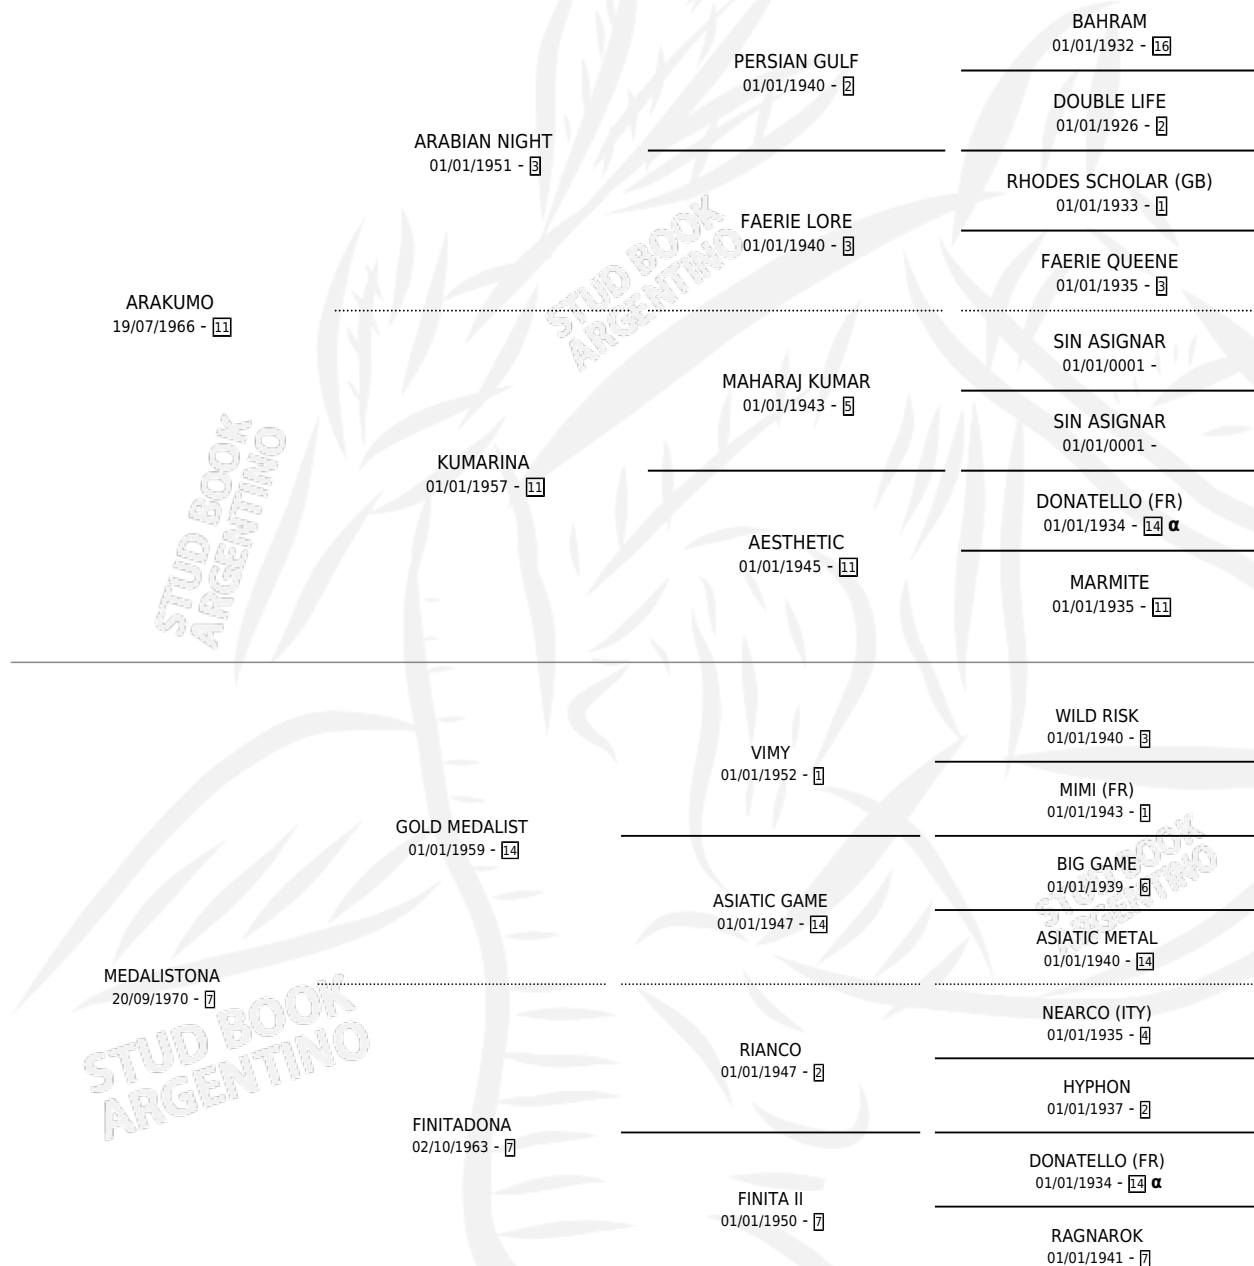 BAHRAM
01/01/1932 - 16
PERSIAN GULF
01/01/1940 - 2
DOUBLE LIFE
01/01/1926 - 2
ARABIAN NIGHT
01/01/1951 - 3
RHODES SCHOLAR (GB)
01/01/1933 - 1
FAERIE LORE
01/01/1940 - 3
FAERIE QUEENE
01/01/1935 - 3
ARAKUMO
19/07/1966 - 11
SIN ASIGNAR
01/01/0001 -
MAHARAJ KUMAR
01/01/1943 - 5
SIN ASIGNAR
01/01/0001 -
KUMARINA
01/01/1957 - 11
DONATELLO (FR)
01/01/1934 - 14 α
AESTHETIC
01/01/1945 - 11
MARMITE
01/01/1935 - 11
WILD RISK
01/01/1940 - 3
VIMY
01/01/1952 - 1
MIMI (FR)
01/01/1943 - 1
GOLD MEDALIST
01/01/1959 - 14
BIG GAME
01/01/1939 - 6
ASIATIC GAME
01/01/1947 - 14
ASIATIC METAL
01/01/1940 - 14
MEDALISTONA
20/09/1970 - 7
NEARCO (ITY)
01/01/1935 - 4
RIANCO
01/01/1947 - 2
HYPHON
01/01/1937 - 2
FINITADONA
02/10/1963 - 7
DONATELLO (FR)
01/01/1934 - 14 α
FINITA II
01/01/1950 - 7
RAGNAROK
01/01/1941 - 7
STUD BOOK
ARGENTINO
STUD BOOK
ARGENTINO
STUD BOOK
ARGENTINO
STUD BOOK
ARGENTINO